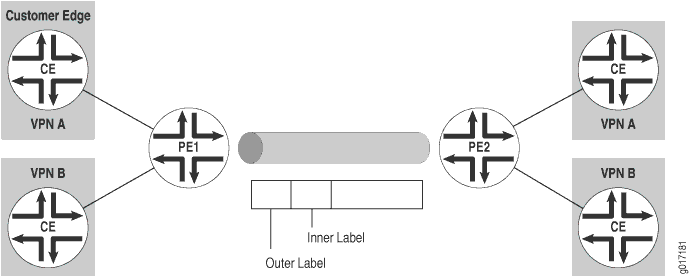 Customer Edge
CE
VPN A
VPN B
CE
PE1
Inner Label
Outer Label
PE2
CE
VPN A
VPN B
CE
g017181